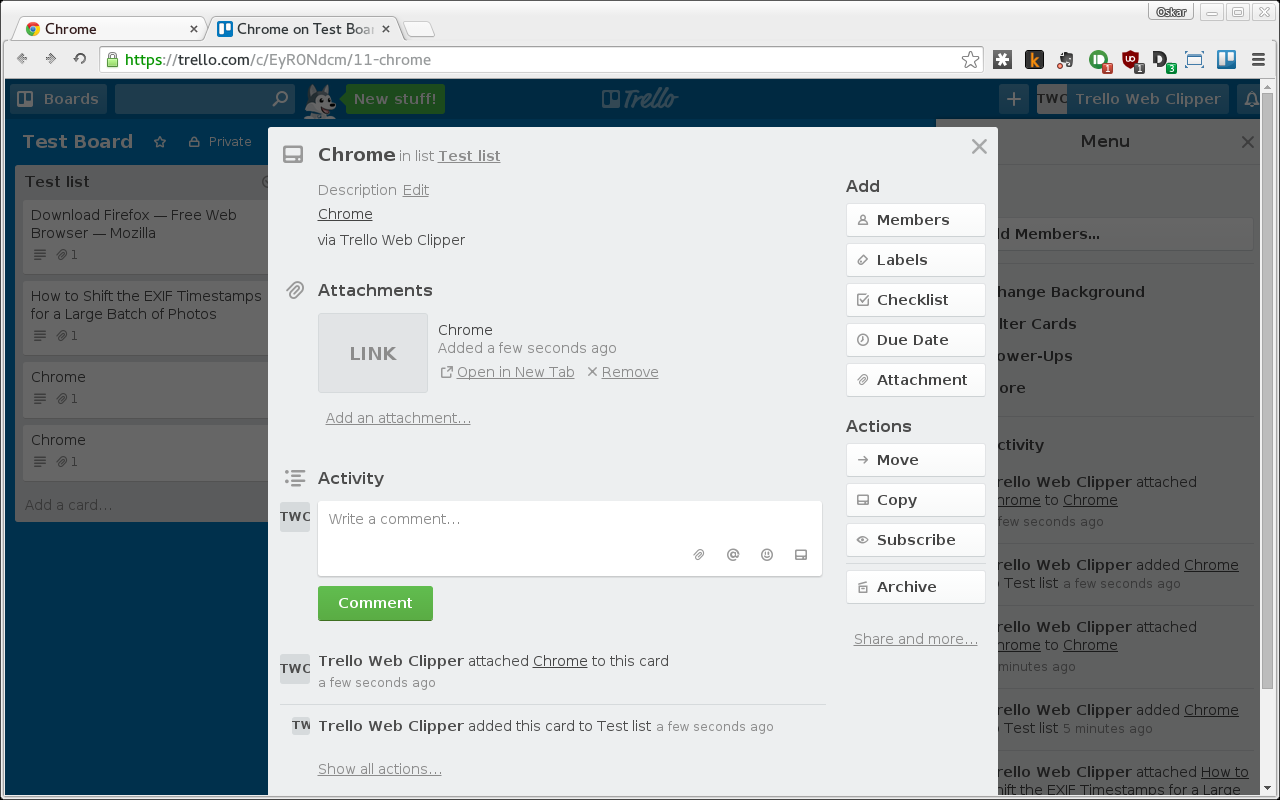 Oskar
Chrome
Chrome on Test Boa
https://trello.com/c/EyR0Ndcm/11-chrome
1
1
3
Boards
New stuff!
Trello
TWC
Trello Web Clipper
Test Board
Private
Test list
Download Firefox — Free Web
Browser — Mozilla
1
How to Shift the EXIF Timestamps
for a Large Batch of Photos
1
Chrome
1
Chrome
1
Add a card…
Chrome in list Test list
Description Edit
Chrome
via Trello Web Clipper
Attachments
LINK
Chrome
Added a few seconds ago
Open in New Tab
Remove
Add an attachment…
Activity
TWC
Write a comment…
Comment
TWC
Trello Web Clipper attached Chrome to this card
a few seconds ago
TW
Trello Web Clipper added this card to Test list a few seconds ago
Show all actions…
Add
Members
Labels
Checklist
Due Date
Attachment
Actions
Move
Copy
Subscribe
Archive
Share and more…
Menu
d Members…
hange Background
lter Cards
ower-Ups
ore
ctivity
rello Web Clipper attached
hrome to Chrome
few seconds ago
rello Web Clipper added Chrome
Test list a few seconds ago
rello Web Clipper attached
hrome to Chrome
minutes ago
rello Web Clipper added Chrome
Test list 5 minutes ago
rello Web Clipper attached How to
hift the EXIF Timestamps for a Large